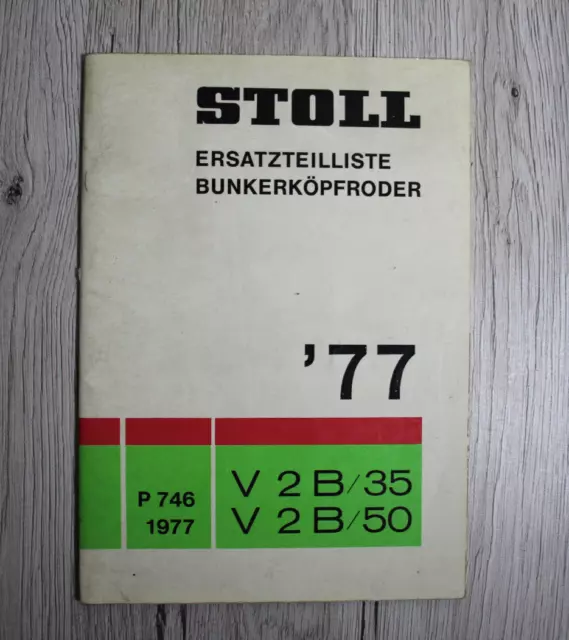 STOLL
ERSATZTEILLISTE
BUNKERKÖPFRODER
'77
P 746
1977
V 2 B/35
V 2 B/50